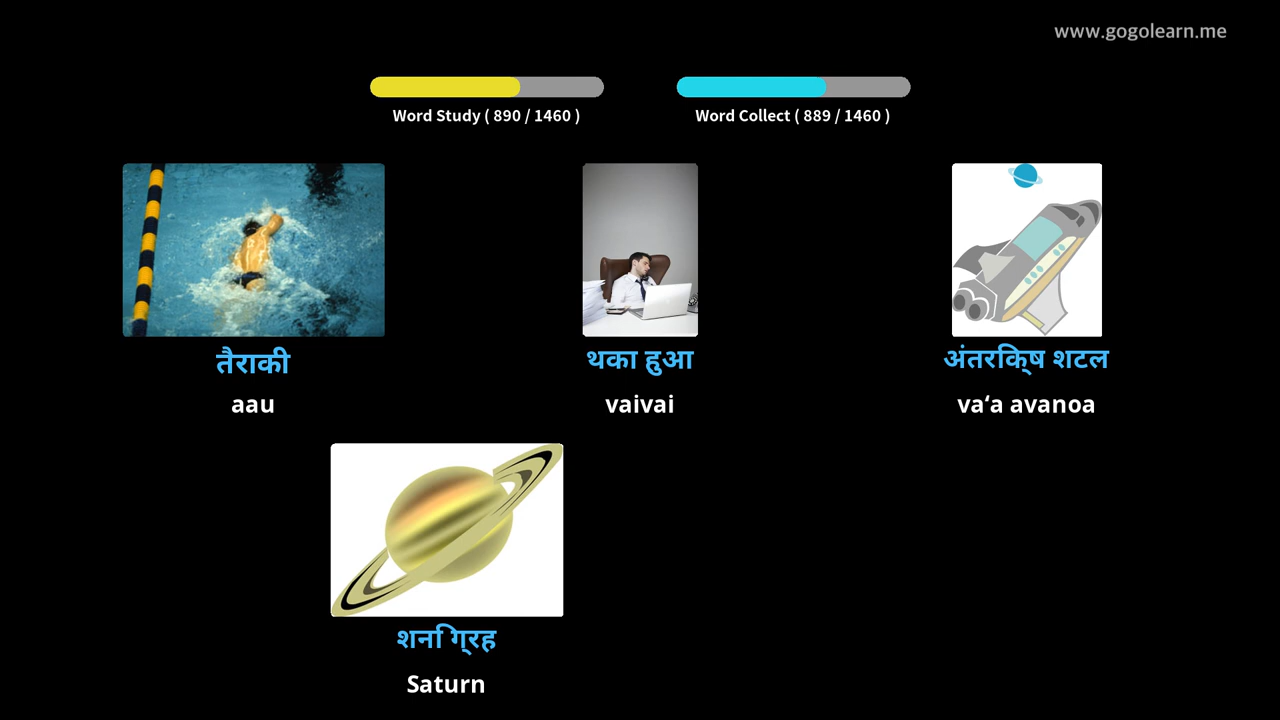 www.gogolearn.me
Word Study ( 890 / 1460 )
Word Collect ( 889 / 1460 )
तैराकी
थका हुआ
अंतरिक्ष शटल
aau
vaivai
vaʻa avanoa
शनि ग्रह
Saturn